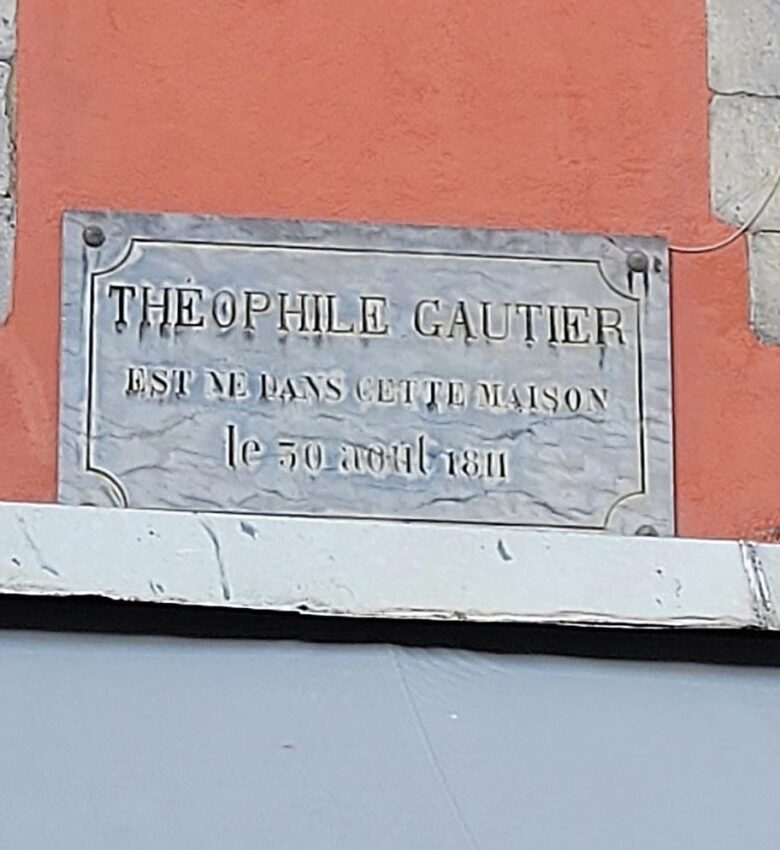 THÉOPHILE GAUTIER
EST NÉ DANS CETTE MAISON
le 30 août 1811